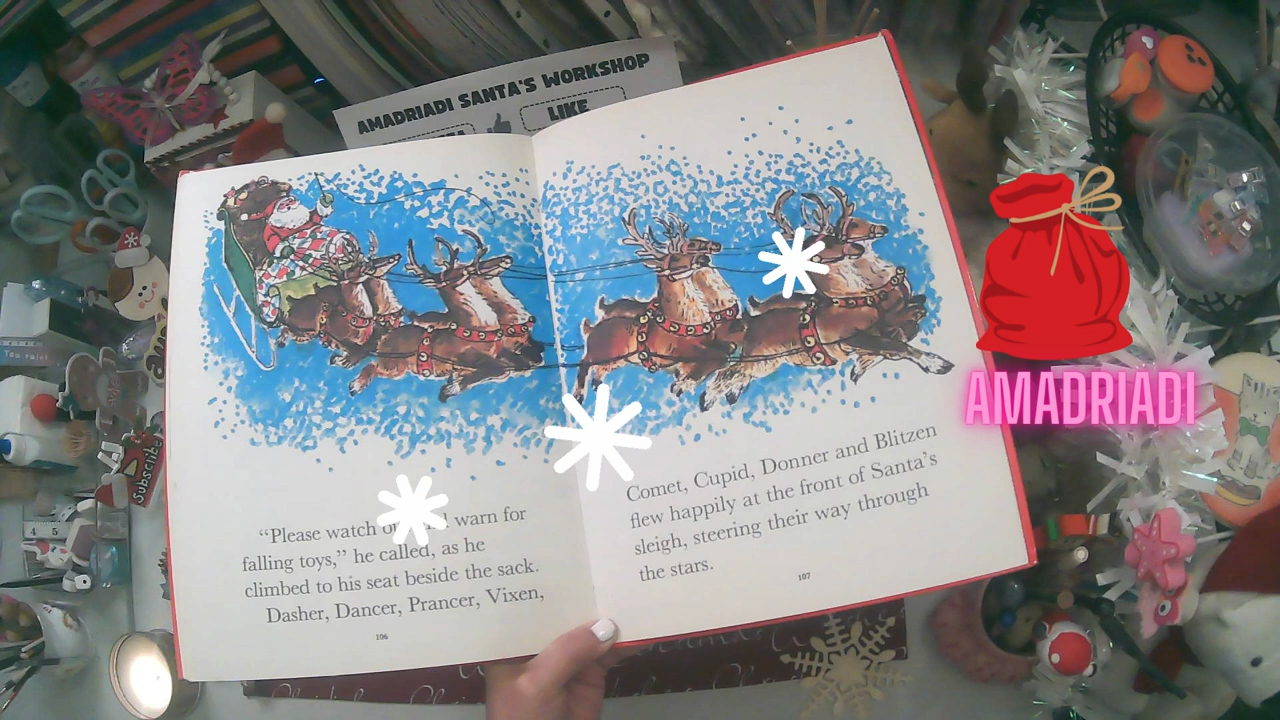 AMADRIADI SANTA'S WORKSHOP
LIKE
"Please watch warn for
falling toys," he called, as he
climbed to his seat beside the sack.
Dasher, Dancer, Prancer, Vixen,
106
Comet, Cupid, Donner and Blitzen
flew happily at the front of Santa's
sleigh, steering their way through
the stars.
107
AMADRIADI
Subscribe
4 5